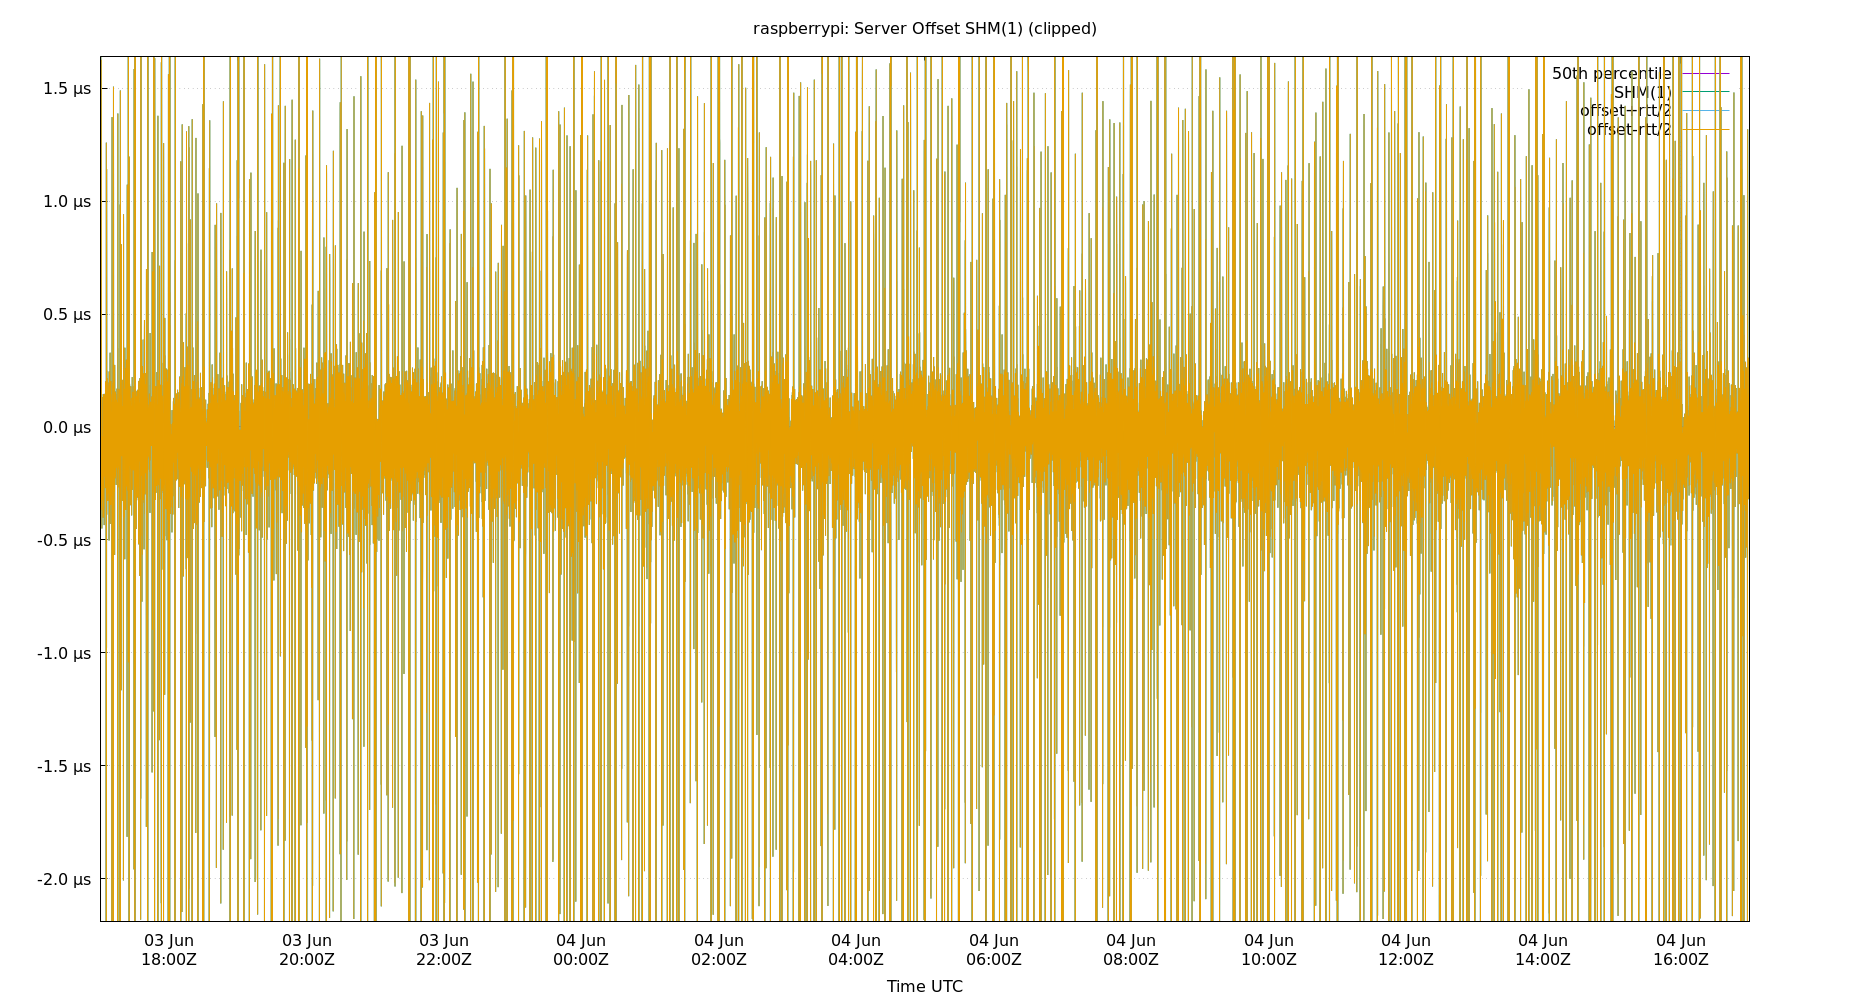 raspberrypi: Server Offset SHM(1) (clipped)
50th percentile
SHM(1)
offset+rtt/2
offset-rtt/2
1.5 µs
1.0 µs
0.5 µs
0.0 µs
-0.5 µs
-1.0 µs
-1.5 µs
-2.0 µs
03 Jun 03 Jun 03 Jun 04 Jun 04 Jun 04 Jun 04 Jun 04 Jun 04 Jun 04 Jun 04 Jun 04 Jun
18:00Z 20:00Z 22:00Z 00:00Z 02:00Z 04:00Z 06:00Z 08:00Z 10:00Z 12:00Z 14:00Z 16:00Z
Time UTC